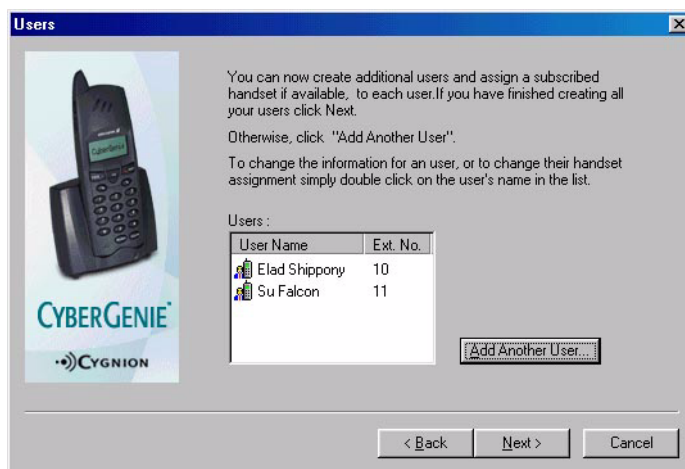 Users
You can now create additional users and assign a subscribed
handset if available, to each user.If you have finished creating all
your users click Next.
Otherwise, click "Add Another User".
To change the information for an user, or to change their handset
assignment simply double click on the user's name in the list.
Users :
User Name Ext. No.
Elad Shippony 10
Su Falcon 11
CyberGenie
CYBERGENIE
CYGNION
Add Another User...
< Back Next > Cancel